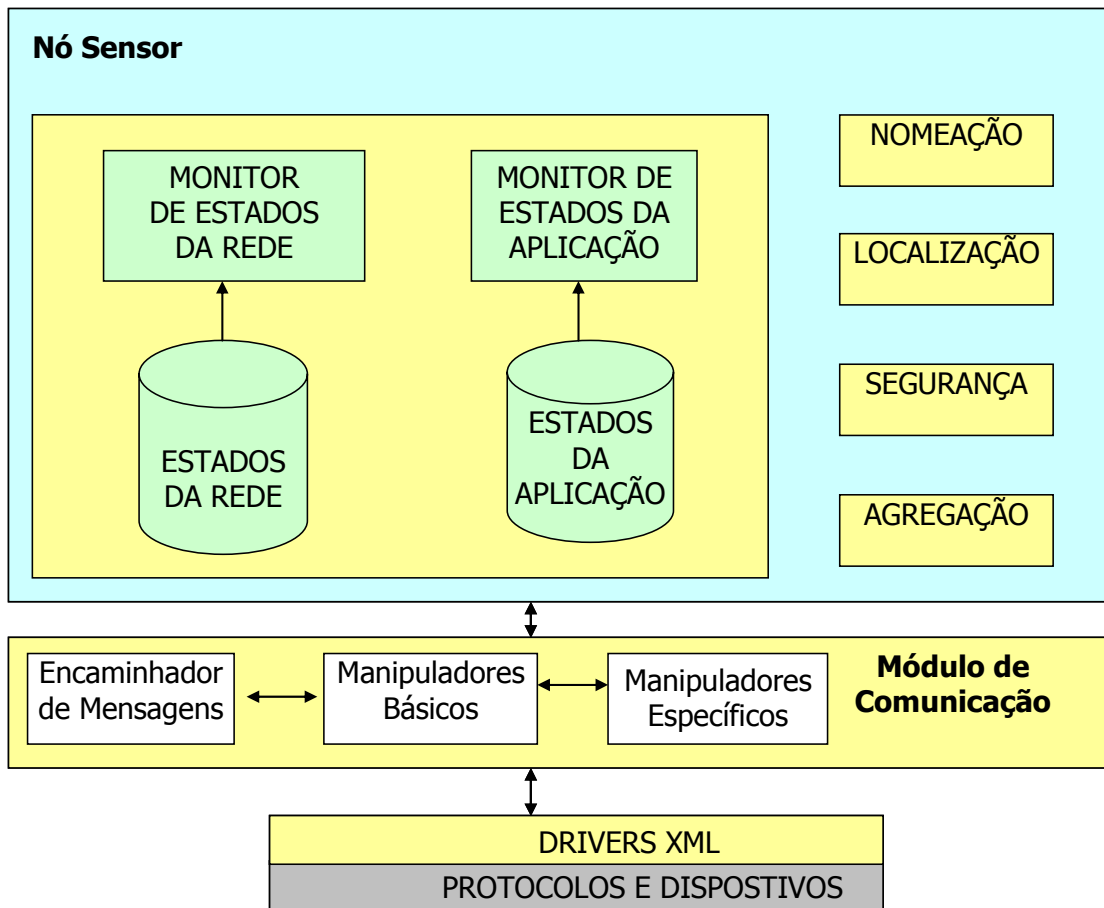 Nó Sensor
MONITOR
DE ESTADOS
DA REDE
MONITOR DE
ESTADOS DA
APLICAÇÃO
ESTADOS
DA REDE
ESTADOS
DA
APLICAÇÃO
NOMEAÇÃO
LOCALIZAÇÃO
SEGURANÇA
AGREGAÇÃO
Encaminhador
de Mensagens
Manipuladores
Básicos
Manipuladores
Específicos
Módulo de
Comunicação
DRIVERS XML
PROTOCOLOS E DISPOSTIVOS